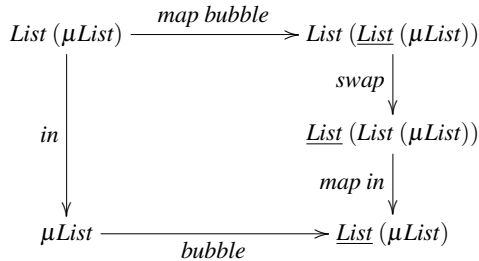 List (μList) map bubble List (List (μList))
swap
in List (List (μList))
map in
μList bubble List (μList)